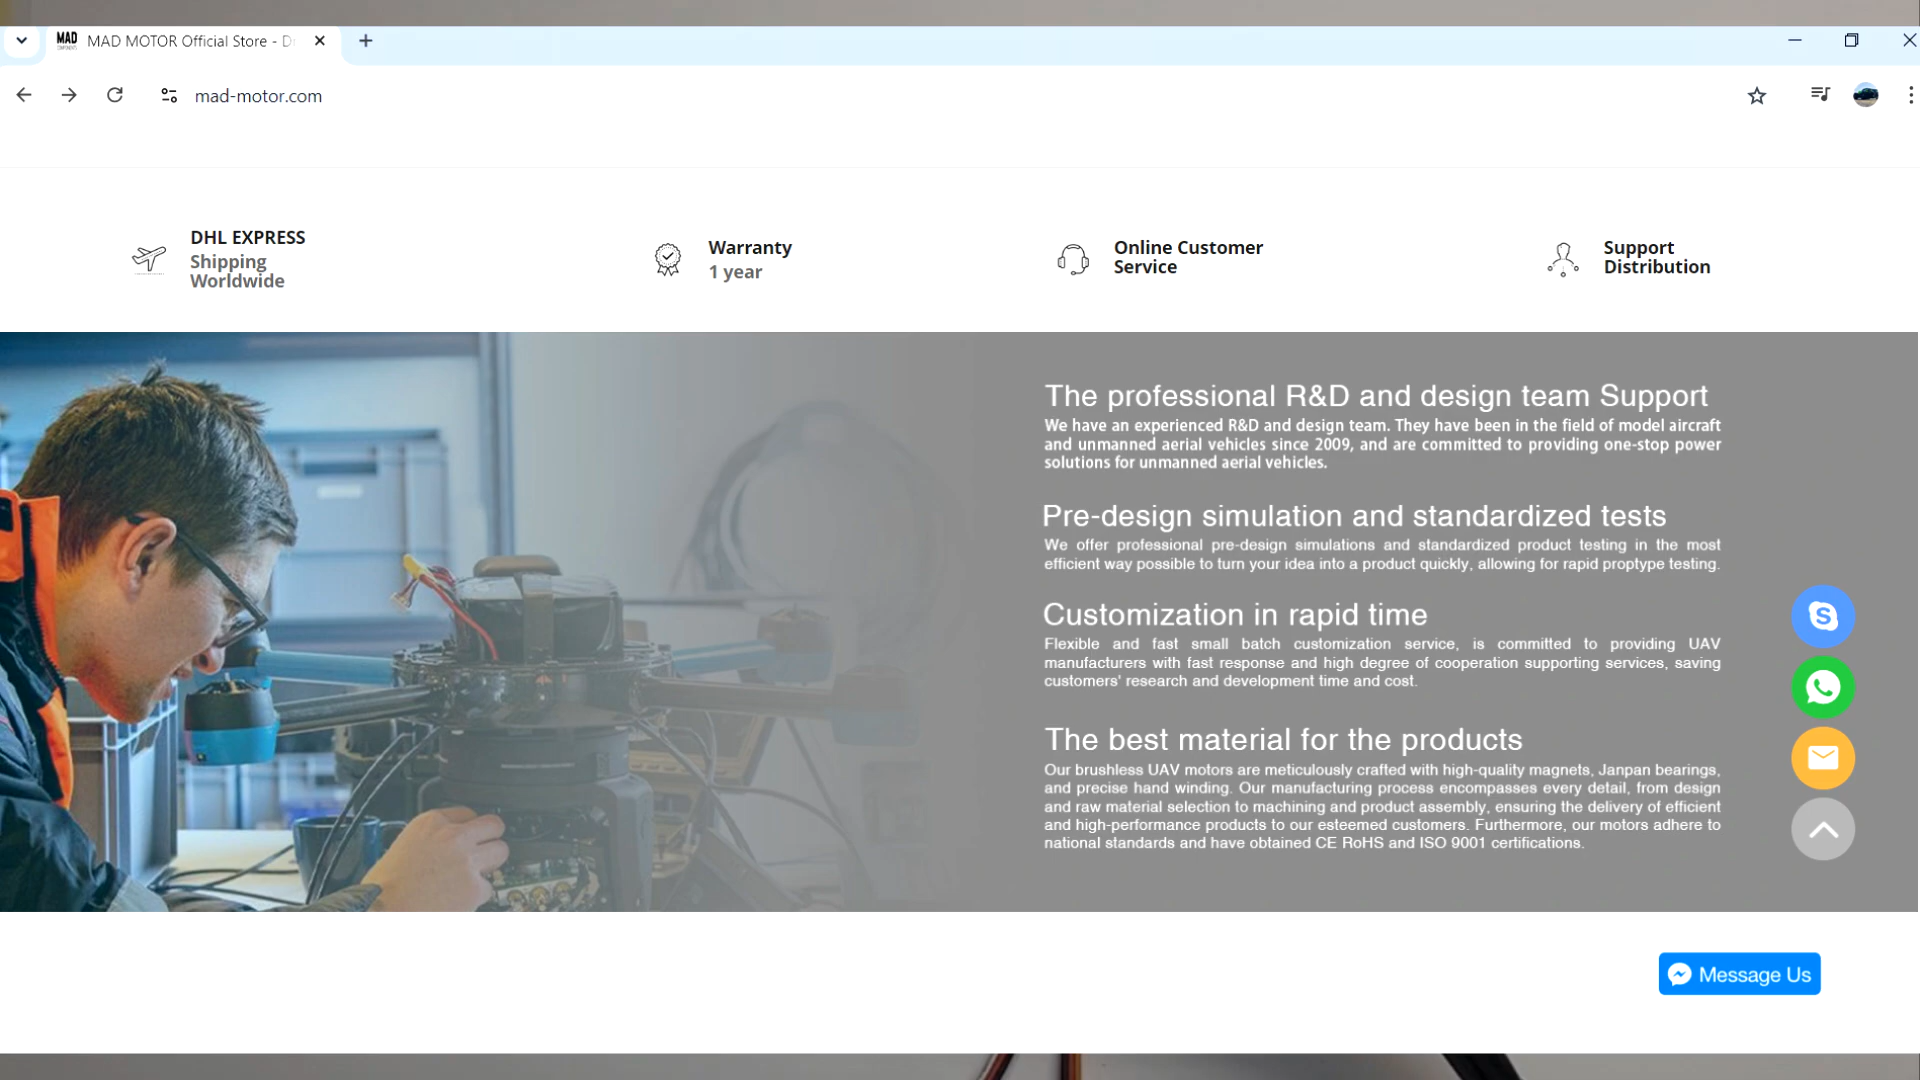 MAD
MAD MOTOR Official Store - D
mad-motor.com
DHL EXPRESS
Shipping
Worldwide
Warranty
1 year
Online Customer
Service
Support
Distribution
The professional R&D and design team Support
We have an experienced R&D and design team. They have been in the field of model aircraft
and unmanned aerial vehicles since 2009, and are committed to providing one-stop power
solutions for unmanned aerial vehicles.
Pre-design simulation and standardized tests
We offer professional pre-design simulations and standardized product testing in the most
efficient way possible to turn your idea into a product quickly, allowing for rapid proptype testing.
Customization in rapid time
Flexible and fast small batch customization service, is committed to providing UAV
manufacturers with fast response and high degree of cooperation supporting services, saving
customers' research and development time and cost.
The best material for the products
Our brushless UAV motors are meticulously crafted with high-quality magnets, Janpan bearings,
and precise hand winding. Our manufacturing process encompasses every detail, from design
and raw material selection to machining and product assembly, ensuring the delivery of efficient
and high-performance products to our esteemed customers. Furthermore, our motors adhere to
national standards and have obtained CE RoHS and ISO 9001 certifications.
Message Us